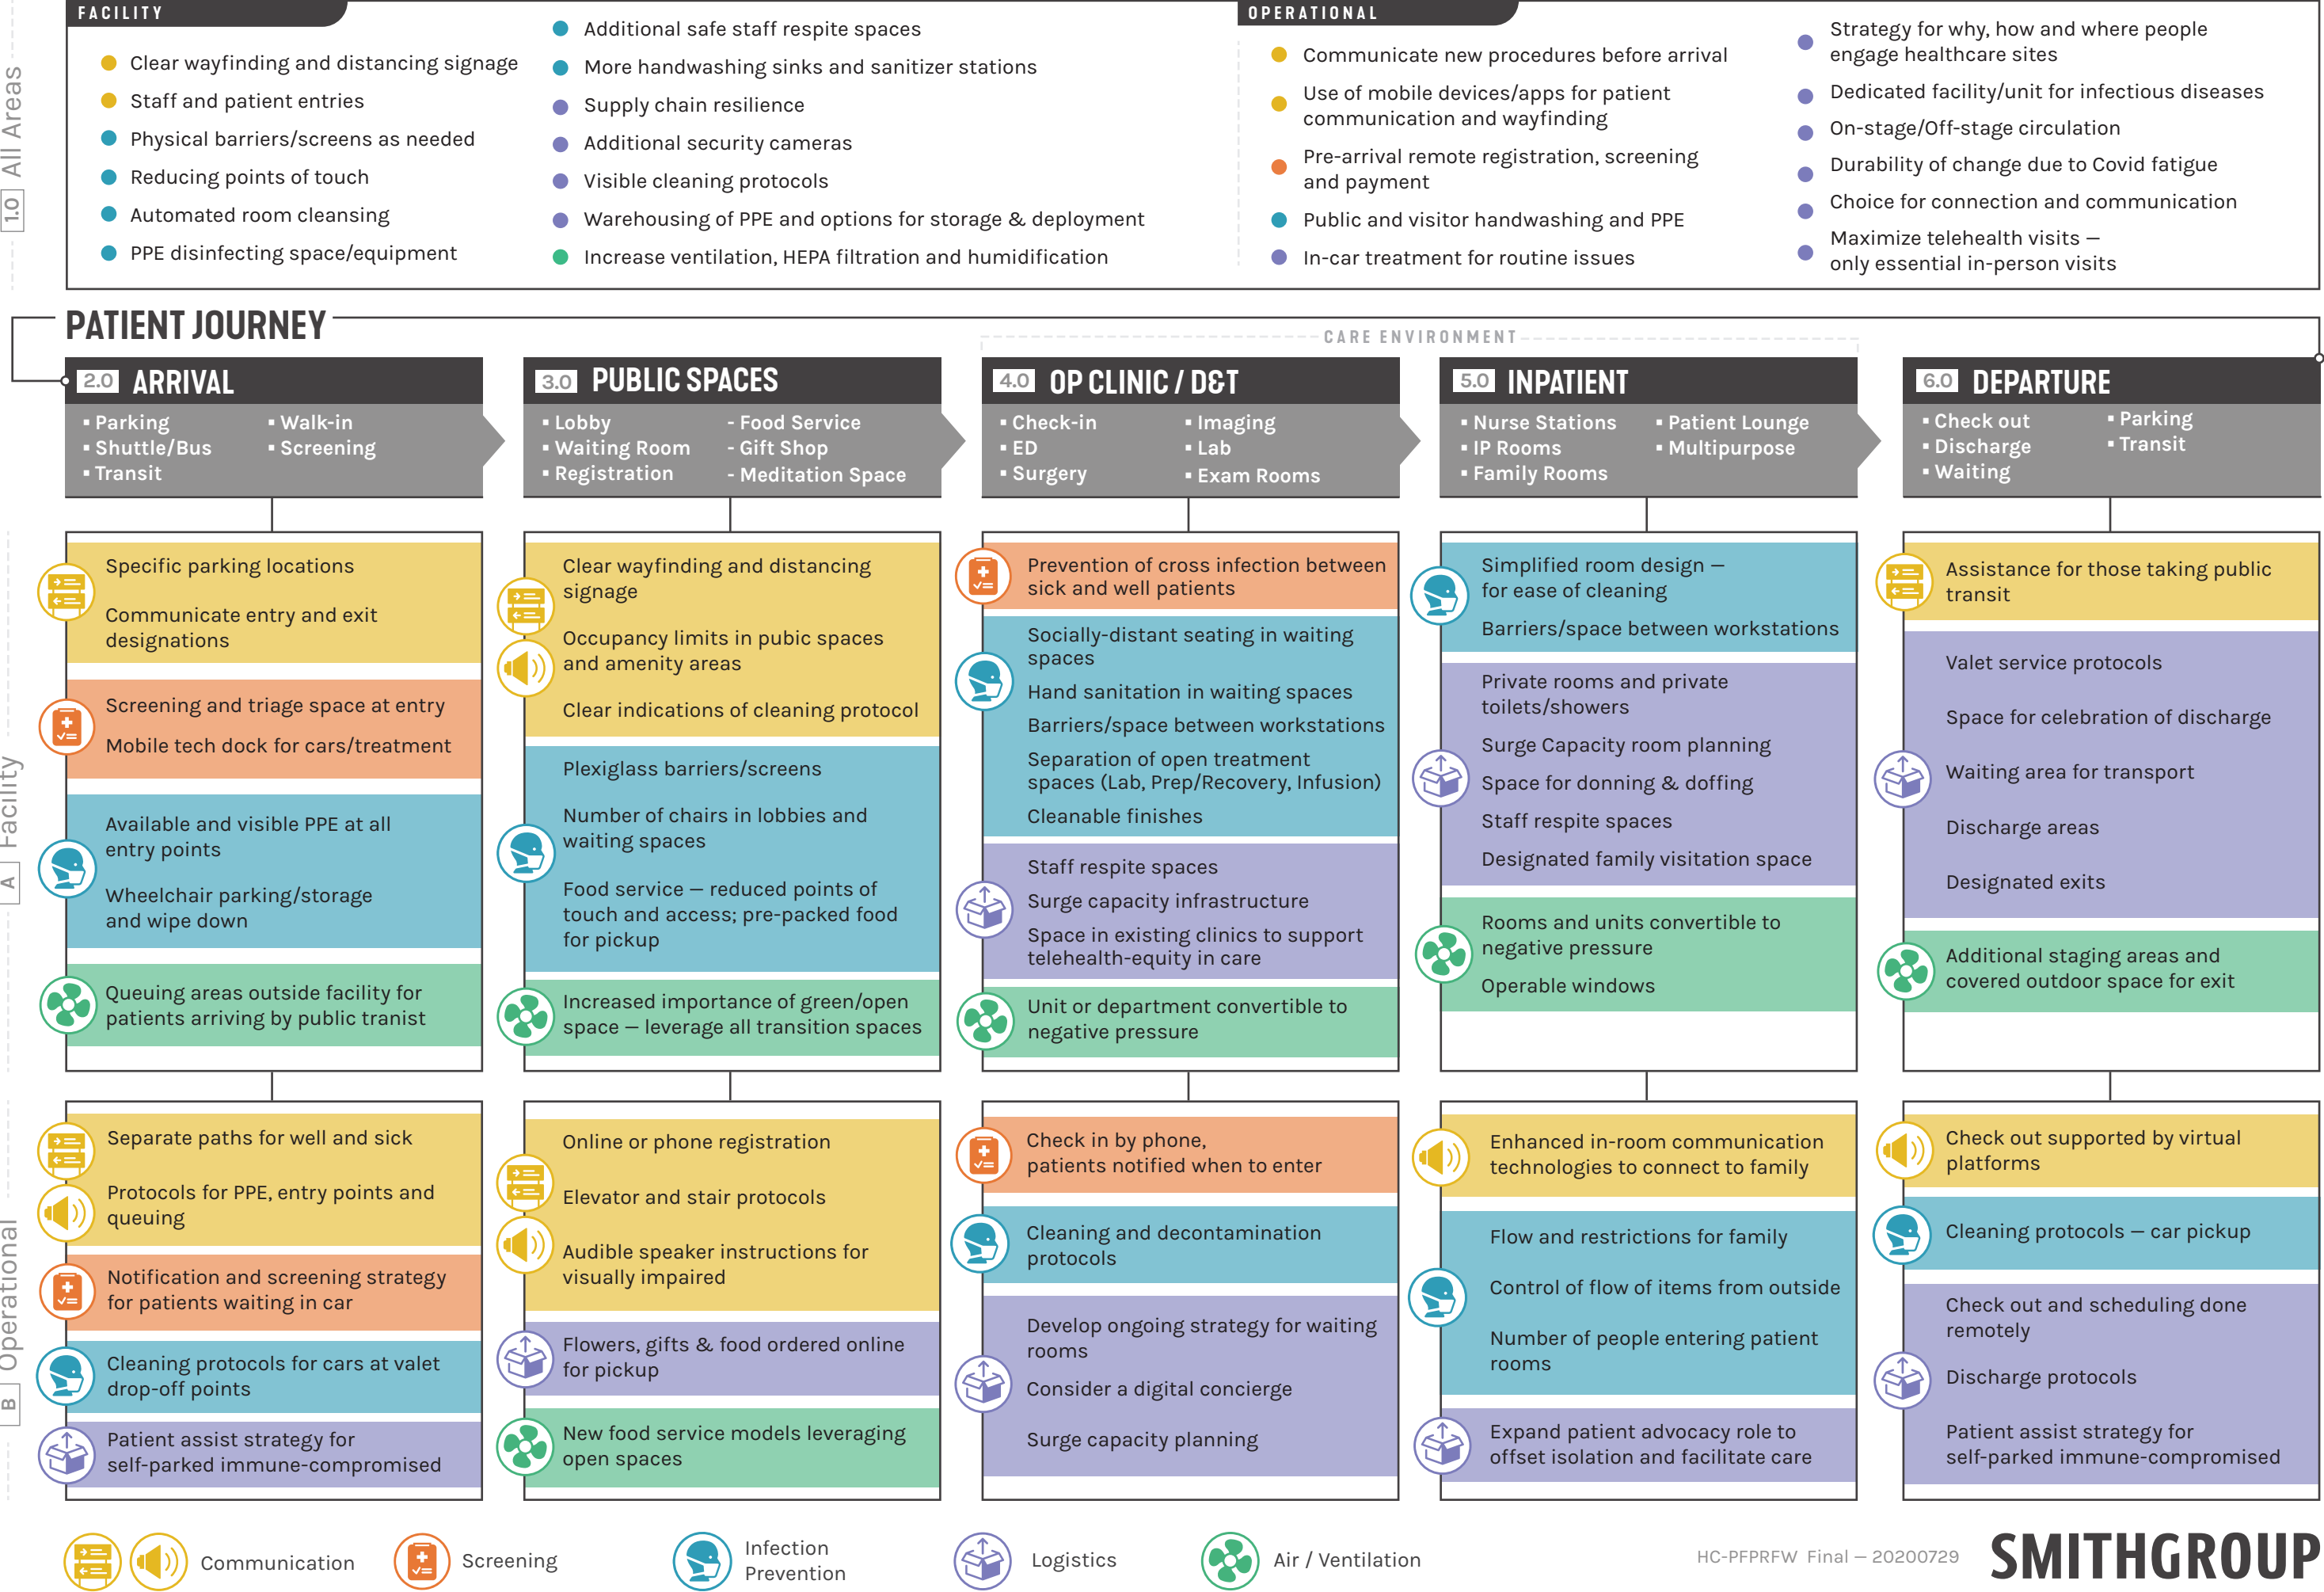 1.0 All Areas
FACILITY
Clear wayfinding and distancing signage
Staff and patient entries
Physical barriers/screens as needed
Reducing points of touch
Automated room cleansing
PPE disinfecting space/equipment
Additional safe staff respite spaces
More handwashing sinks and sanitizer stations
Supply chain resilience
Additional security cameras
Visible cleaning protocols
Warehousing of PPE and options for storage & deployment
Increase ventilation, HEPA filtration and humidification
OPERATIONAL
Communicate new procedures before arrival
Use of mobile devices/apps for patient
communication and wayfinding
Pre-arrival remote registration, screening
and payment
Public and visitor handwashing and PPE
In-car treatment for routine issues
Strategy for why, how and where people
engage healthcare sites
Dedicated facility/unit for infectious diseases
On-stage/Off-stage circulation
Durability of change due to Covid fatigue
Choice for connection and communication
Maximize telehealth visits —
only essential in-person visits
PATIENT JOURNEY
CARE ENVIRONMENT
2.0 ARRIVAL
▪ Parking
▪ Shuttle/Bus
▪ Transit
▪ Walk-in
▪ Screening
3.0 PUBLIC SPACES
▪ Lobby
▪ Waiting Room
▪ Registration
- Food Service
- Gift Shop
- Meditation Space
4.0 OP CLINIC / D&T
▪ Check-in
▪ ED
▪ Surgery
▪ Imaging
▪ Lab
▪ Exam Rooms
5.0 INPATIENT
▪ Nurse Stations
▪ IP Rooms
▪ Family Rooms
▪ Patient Lounge
▪ Multipurpose
6.0 DEPARTURE
▪ Check out
▪ Discharge
▪ Waiting
▪ Parking
▪ Transit
A Facility
Specific parking locations
Communicate entry and exit
designations
Screening and triage space at entry
Mobile tech dock for cars/treatment
Available and visible PPE at all
entry points
Wheelchair parking/storage
and wipe down
Queuing areas outside facility for
patients arriving by public tranist
Clear wayfinding and distancing
signage
Occupancy limits in pubic spaces
and amenity areas
Clear indications of cleaning protocol
Plexiglass barriers/screens
Number of chairs in lobbies and
waiting spaces
Food service — reduced points of
touch and access; pre-packed food
for pickup
Increased importance of green/open
space — leverage all transition spaces
Prevention of cross infection between
sick and well patients
Socially-distant seating in waiting
spaces
Hand sanitation in waiting spaces
Barriers/space between workstations
Separation of open treatment
spaces (Lab, Prep/Recovery, Infusion)
Cleanable finishes
Staff respite spaces
Surge capacity infrastructure
Space in existing clinics to support
telehealth-equity in care
Unit or department convertible to
negative pressure
Simplified room design —
for ease of cleaning
Barriers/space between workstations
Private rooms and private
toilets/showers
Surge Capacity room planning
Space for donning & doffing
Staff respite spaces
Designated family visitation space
Rooms and units convertible to
negative pressure
Operable windows
Assistance for those taking public
transit
Valet service protocols
Space for celebration of discharge
Waiting area for transport
Discharge areas
Designated exits
Additional staging areas and
covered outdoor space for exit
B Operational
Separate paths for well and sick
Protocols for PPE, entry points and
queuing
Notification and screening strategy
for patients waiting in car
Cleaning protocols for cars at valet
drop-off points
Patient assist strategy for
self-parked immune-compromised
Online or phone registration
Elevator and stair protocols
Audible speaker instructions for
visually impaired
Flowers, gifts & food ordered online
for pickup
New food service models leveraging
open spaces
Check in by phone,
patients notified when to enter
Cleaning and decontamination
protocols
Develop ongoing strategy for waiting
rooms
Consider a digital concierge
Surge capacity planning
Enhanced in-room communication
technologies to connect to family
Flow and restrictions for family
Control of flow of items from outside
Number of people entering patient
rooms
Expand patient advocacy role to
offset isolation and facilitate care
Check out supported by virtual
platforms
Cleaning protocols — car pickup
Check out and scheduling done
remotely
Discharge protocols
Patient assist strategy for
self-parked immune-compromised
Communication
Screening
Infection
Prevention
Logistics
Air / Ventilation
HC-PFPRFW Final — 20200729
SMITHGROUP